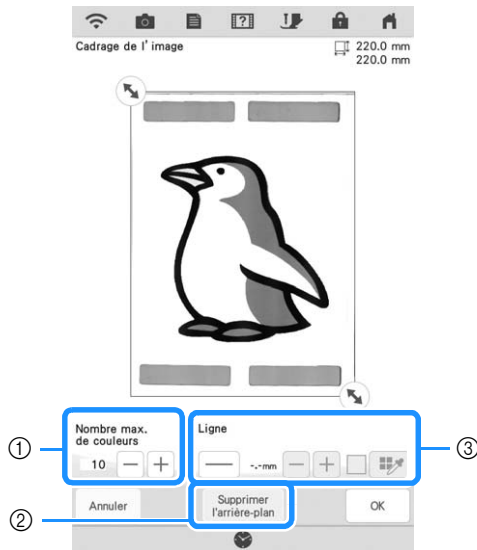 Cadrage de l'image
220.0 mm
220.0 mm
Nombre max.
de couleurs
Ligne
10
-.-mm
①
③
Annuler
Supprimer
l'arrière-plan
OK
②